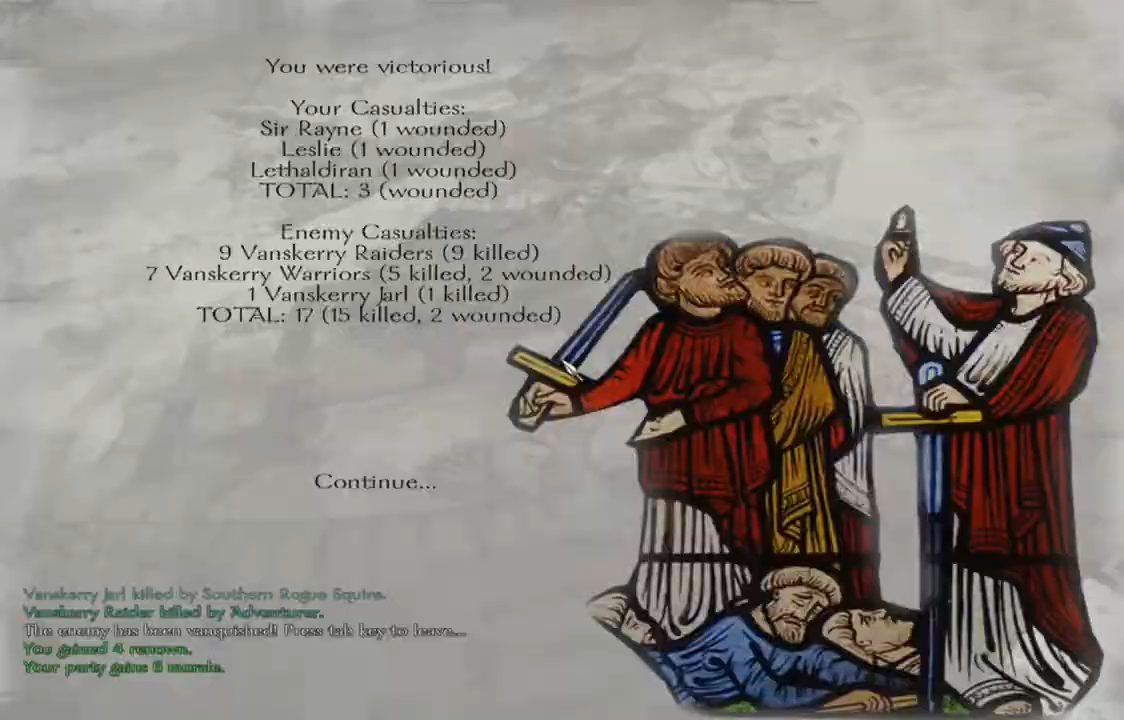 You were victorious!
Your Casualties:
Sir Rayne (1 wounded)
Leslie (1 wounded)
Lethaldiran (1 wounded)
TOTAL: 3 (wounded)
Enemy Casualties:
9 Vanskerry Raiders (9 killed)
7 Vanskerry Warriors (5 killed, 2 wounded)
1 Vanskerry Jarl (1 killed)
TOTAL: 17 (15 killed, 2 wounded)
Continue...
Vanskerry Jarl killed by Southern Rogue Squire.
Vanskerry Raider killed by Adventurer.
The enemy has been vanquished! Press tab key to leave...
You gained 4 renown.
Your party gains 6 morale.